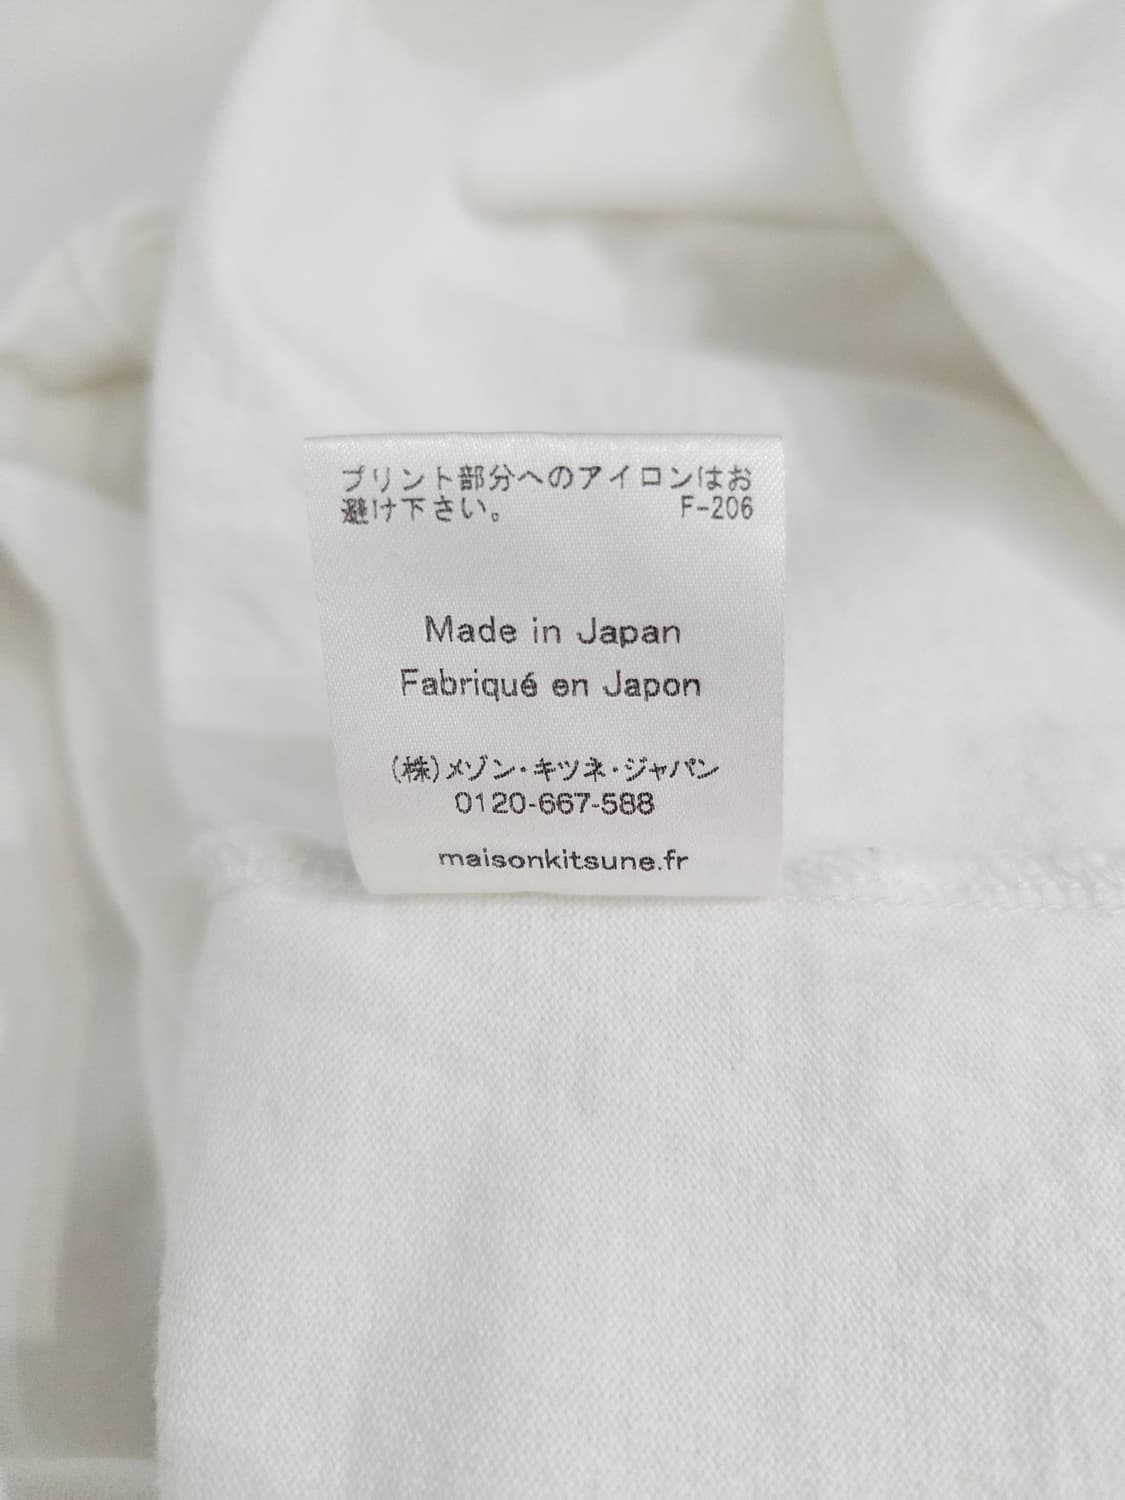 プリント部分へのアイロンはお
避け下さい。 F-206
Made in Japan
Fabriqué en Japon
(株)メゾン・キツネ・ジャパン
0120-667-588
maisonkitsune.fr